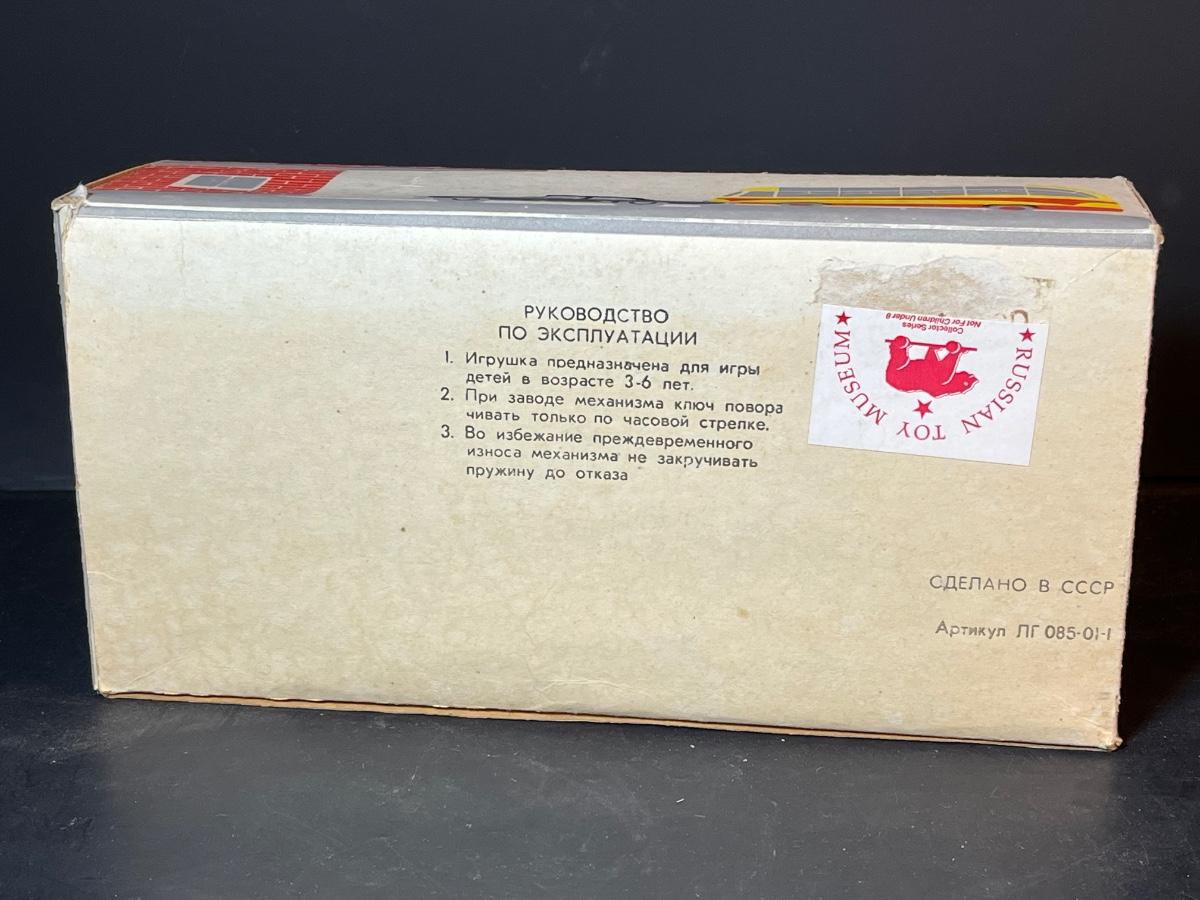 РУКОВОДСТВО
ПО ЭКСПЛУАТАЦИИ
1. Игрушка предназначена для игры
детей в возрасте 3-6 лет.
2. При заводе механизма ключ повора
чивать только по часовой стрелке.
3. Во избежание преждевременного
износа механизма не закручивать
пружину до отказа
RUSSIAN TOY MUSEUM
Collector Series
Not For Children Under 8
СДЕЛАНО В СССР
Артикул ЛГ 085-01-1